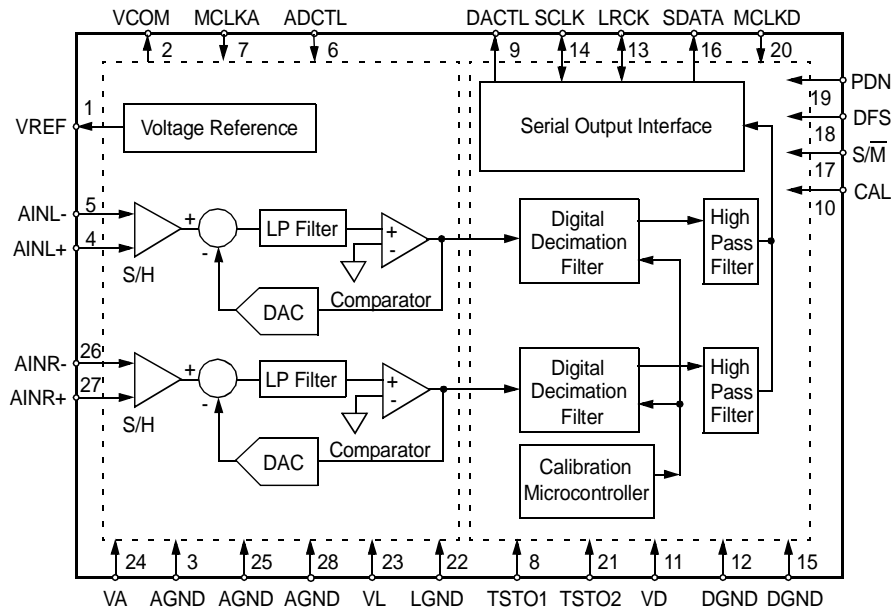 VCOM MCLKA ADCTL DACTL SCLK LRCK SDATA MCLKD
2 7 6 9 14 13 16 20
1
VREF
Voltage Reference
Serial Output Interface
PDN
19
DFS
18
S/M̅
17
CAL
10
5
AINL-
4
AINL+
S/H
+
-
LP Filter
+
-
Comparator
DAC
Digital
Decimation
Filter
High
Pass
Filter
26
AINR-
27
AINR+
S/H
+
-
LP Filter
+
-
Comparator
DAC
Digital
Decimation
Filter
High
Pass
Filter
Calibration
Microcontroller
24 3 25 28 23 22 8 21 11 12 15
VA AGND AGND AGND VL LGND TSTO1 TSTO2 VD DGND DGND